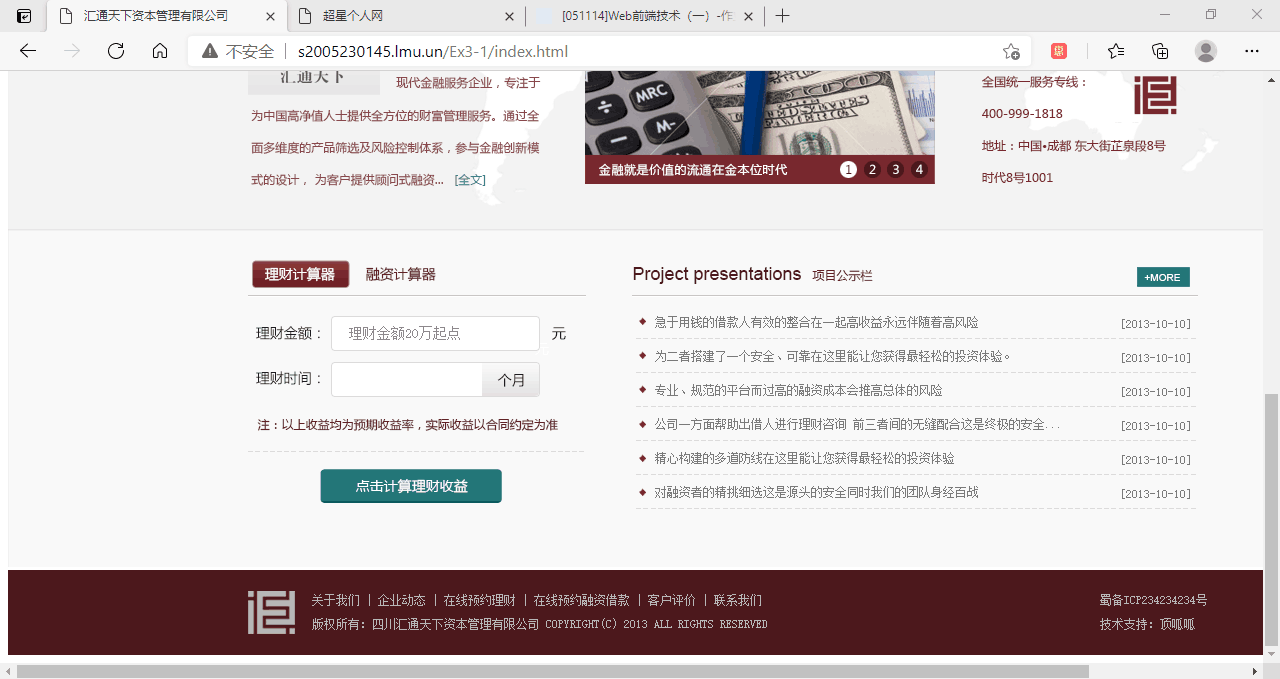 汇通天下资本管理有限公司
超星个人网
[051114]Web前端技术（一）-作
不安全
s2005230145.lmu.un/Ex3-1/index.html
汇通天下
现代金融服务企业，专注于
为中国高净值人士提供全方位的财富管理服务。通过全
面多维度的产品筛选及风险控制体系，参与金融创新模
式的设计， 为客户提供顾问式融资... [全文]
MRC
M-
金融就是价值的流通在金本位时代
1 2 3 4
全国统一服务专线：
400-999-1818
地址：中国•成都 东大街芷泉段8号
时代8号1001
理财计算器
融资计算器
理财金额：
理财金额20万起点
元
理财时间：
个月
注：以上收益均为预期收益率，实际收益以合同约定为准
点击计算理财收益
Project presentations 项目公示栏
+MORE
急于用钱的借款人有效的整合在一起高收益永远伴随着高风险 [2013-10-10]
为二者搭建了一个安全、可靠在这里能让您获得最轻松的投资体验。 [2013-10-10]
专业、规范的平台而过高的融资成本会推高总体的风险 [2013-10-10]
公司一方面帮助出借人进行理财咨询 前三者间的无缝配合这是终极的安全... [2013-10-10]
精心构建的多道防线在这里能让您获得最轻松的投资体验 [2013-10-10]
对融资者的精挑细选这是源头的安全同时我们的团队身经百战 [2013-10-10]
关于我们 | 企业动态 | 在线预约理财 | 在线预约融资借款 | 客户评价 | 联系我们
版权所有：四川汇通天下资本管理有限公司 COPYRIGHT(C) 2013 ALL RIGHTS RESERVED
蜀备ICP234234234号
技术支持：顶呱呱